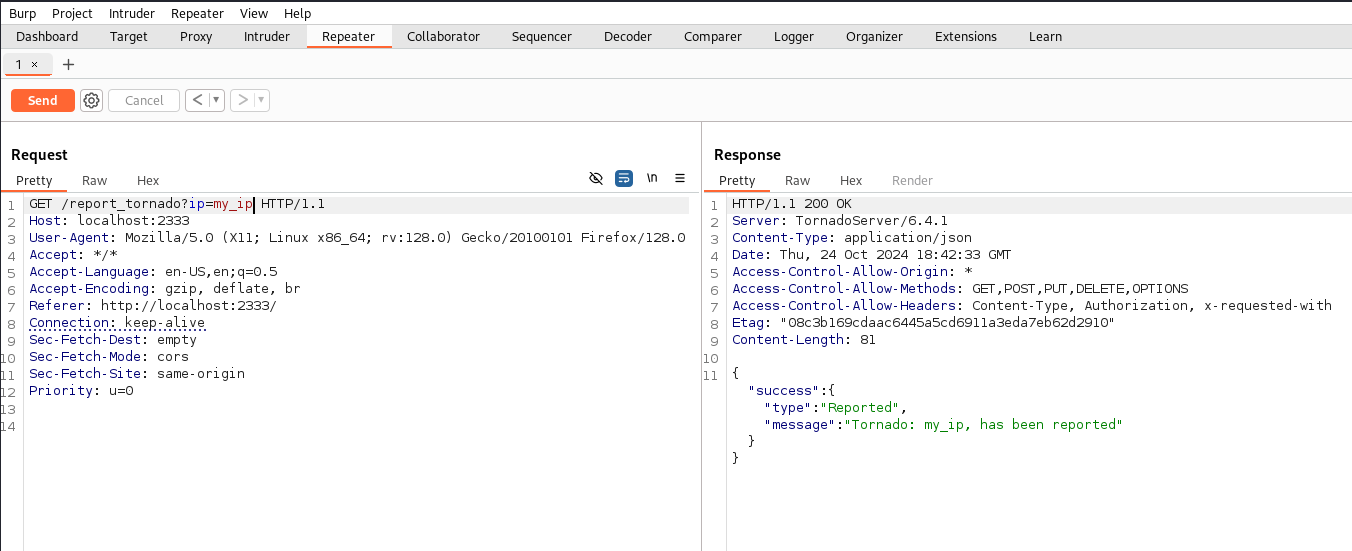 Burp Project Intruder Repeater View Help
Dashboard Target Proxy Intruder Repeater Collaborator Sequencer Decoder Comparer Logger Organizer Extensions Learn
1 × +
Send Cancel < ▾ > ▾
Request
Pretty Raw Hex \n
1 GET /report_tornado?ip=my_ip HTTP/1.1
2 Host: localhost:2333
3 User-Agent: Mozilla/5.0 (X11; Linux x86_64; rv:128.0) Gecko/20100101 Firefox/128.0
4 Accept: */*
5 Accept-Language: en-US,en;q=0.5
6 Accept-Encoding: gzip, deflate, br
7 Referer: http://localhost:2333/
8 Connection: keep-alive
9 Sec-Fetch-Dest: empty
10 Sec-Fetch-Mode: cors
11 Sec-Fetch-Site: same-origin
12 Priority: u=0
13
14
Response
Pretty Raw Hex Render
1 HTTP/1.1 200 OK
2 Server: TornadoServer/6.4.1
3 Content-Type: application/json
4 Date: Thu, 24 Oct 2024 18:42:33 GMT
5 Access-Control-Allow-Origin: *
6 Access-Control-Allow-Methods: GET,POST,PUT,DELETE,OPTIONS
7 Access-Control-Allow-Headers: Content-Type, Authorization, x-requested-with
8 Etag: "08c3b169cdaac6445a5cd6911a3eda7eb62d2910"
9 Content-Length: 81
10
11 {
"success":{
"type":"Reported",
"message":"Tornado: my_ip, has been reported"
}
}